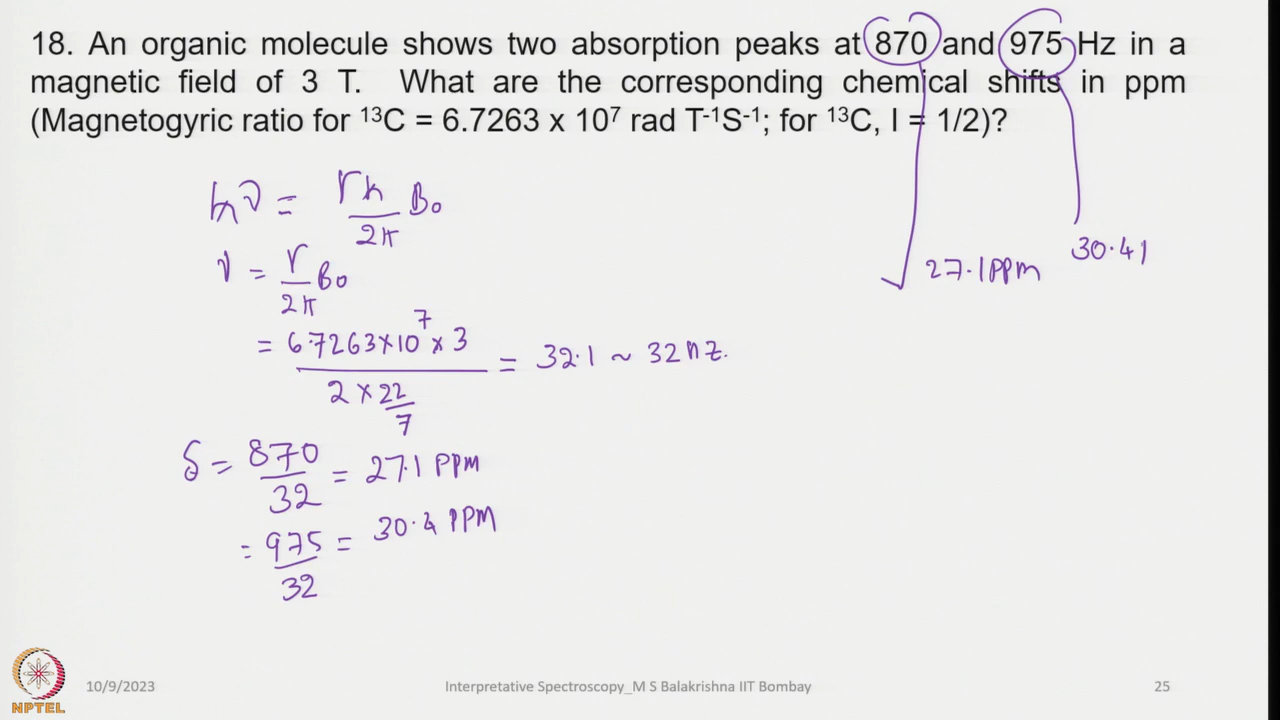 18. An organic molecule shows two absorption peaks at 870 and 975 Hz in a
magnetic field of 3 T. What are the corresponding chemical shifts in ppm
(Magnetogyric ratio for ¹³C = 6.7263 x 10⁷ rad T⁻¹S⁻¹; for ¹³C, I = 1/2)?
hν = γh/2π B₀
ν = γ/2π B₀
= 6.7263×10⁷ × 3 / 2 × 22/7 = 32.1 ~ 32 Hz.
δ = 870/32 = 27.1 PPM
= 975/32 = 30.4 PPM
27.1 PPm
30.41
NPTEL
10/9/2023
Interpretative Spectroscopy_M S Balakrishna IIT Bombay
25